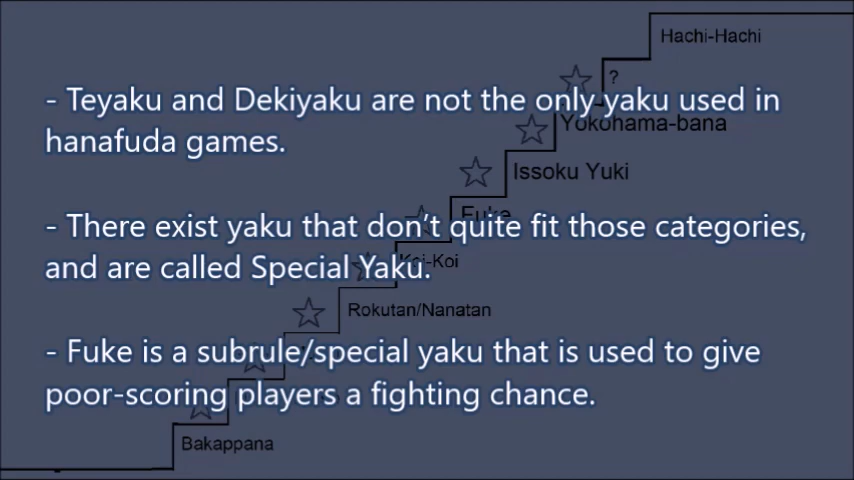 Hachi-Hachi
?
- Teyaku and Dekiyaku are not the only yaku used in
hanafuda games.
Yokohama-bana
Issoku Yuki
Fuke
- There exist yaku that don't quite fit those categories,
and are called Special Yaku.
Koi-Koi
Rokutan/Nanatan
- Fuke is a subrule/special yaku that is used to give
poor-scoring players a fighting chance.
Bakappana